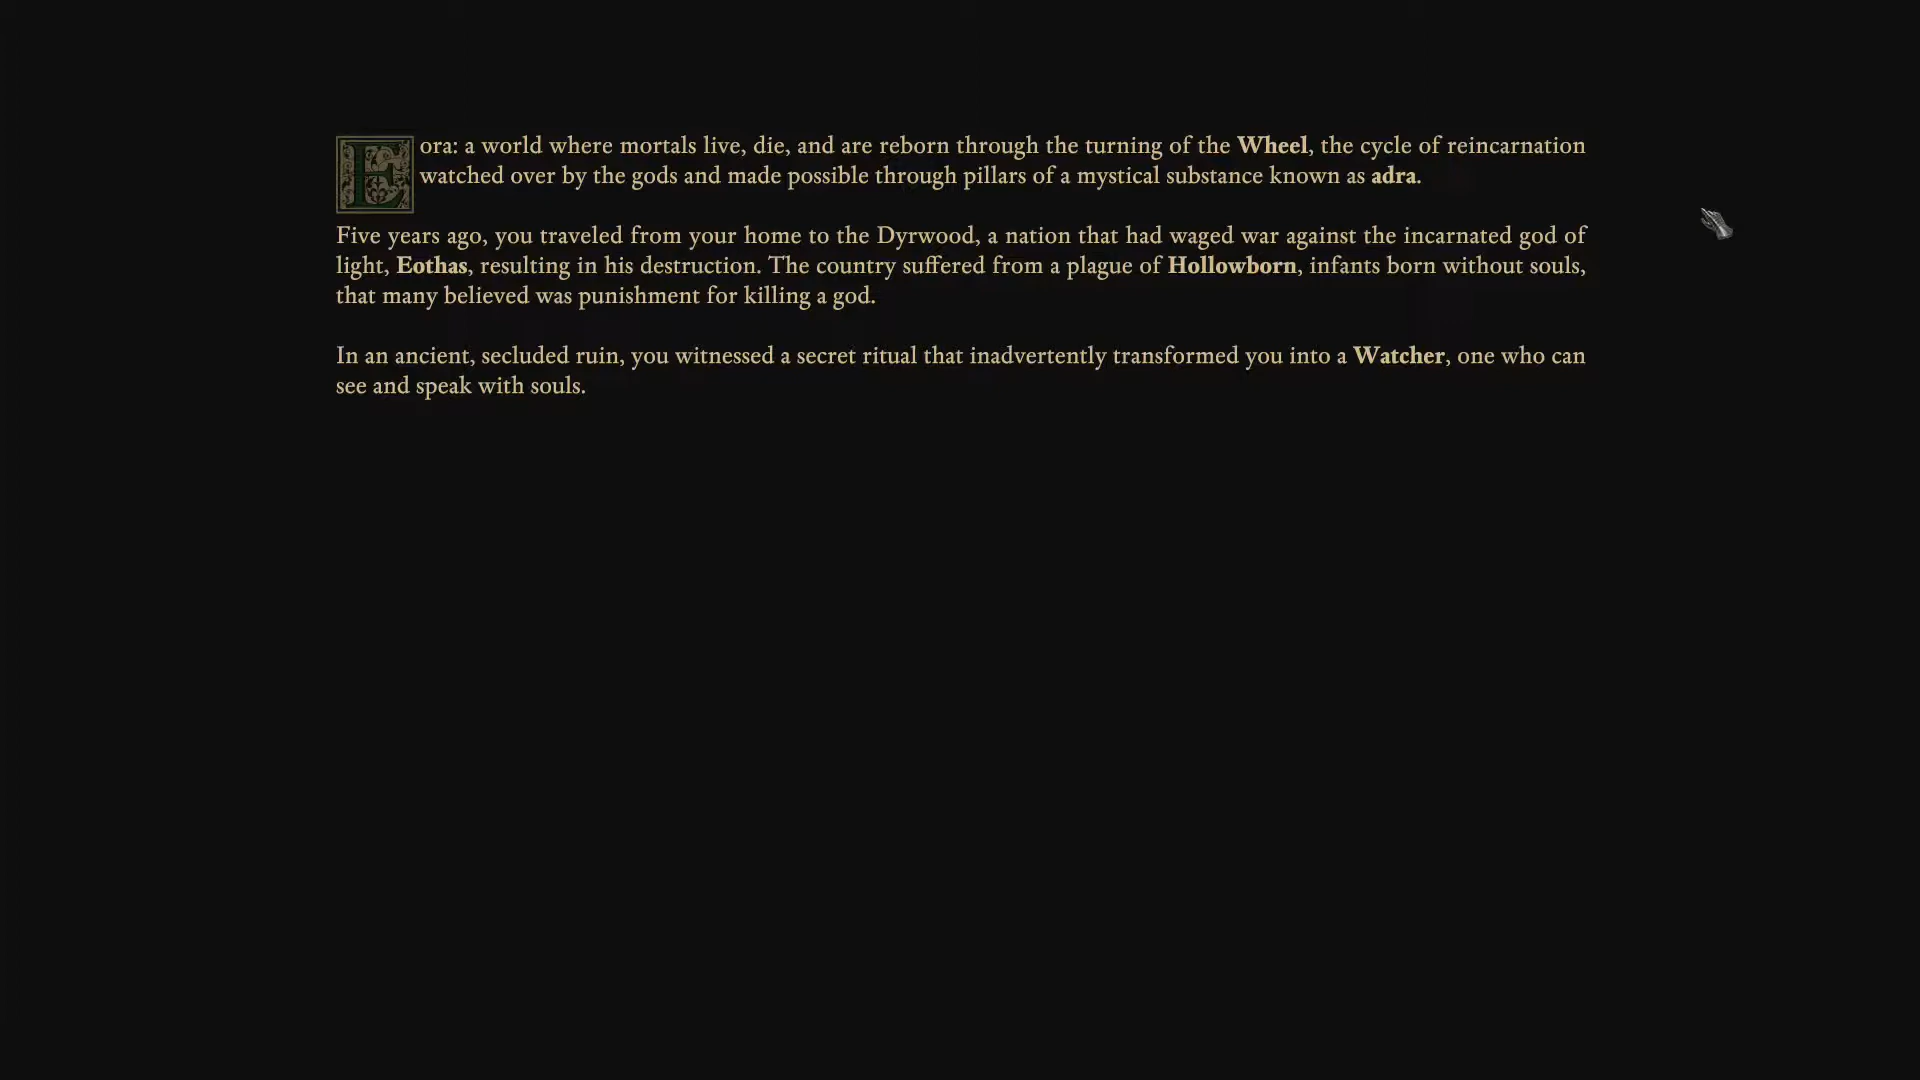 Eora: a world where mortals live, die, and are reborn through the turning of the Wheel, the cycle of reincarnation
watched over by the gods and made possible through pillars of a mystical substance known as adra.
Five years ago, you traveled from your home to the Dyrwood, a nation that had waged war against the incarnated god of
light, Eothas, resulting in his destruction. The country suffered from a plague of Hollowborn, infants born without souls,
that many believed was punishment for killing a god.
In an ancient, secluded ruin, you witnessed a secret ritual that inadvertently transformed you into a Watcher, one who can
see and speak with souls.